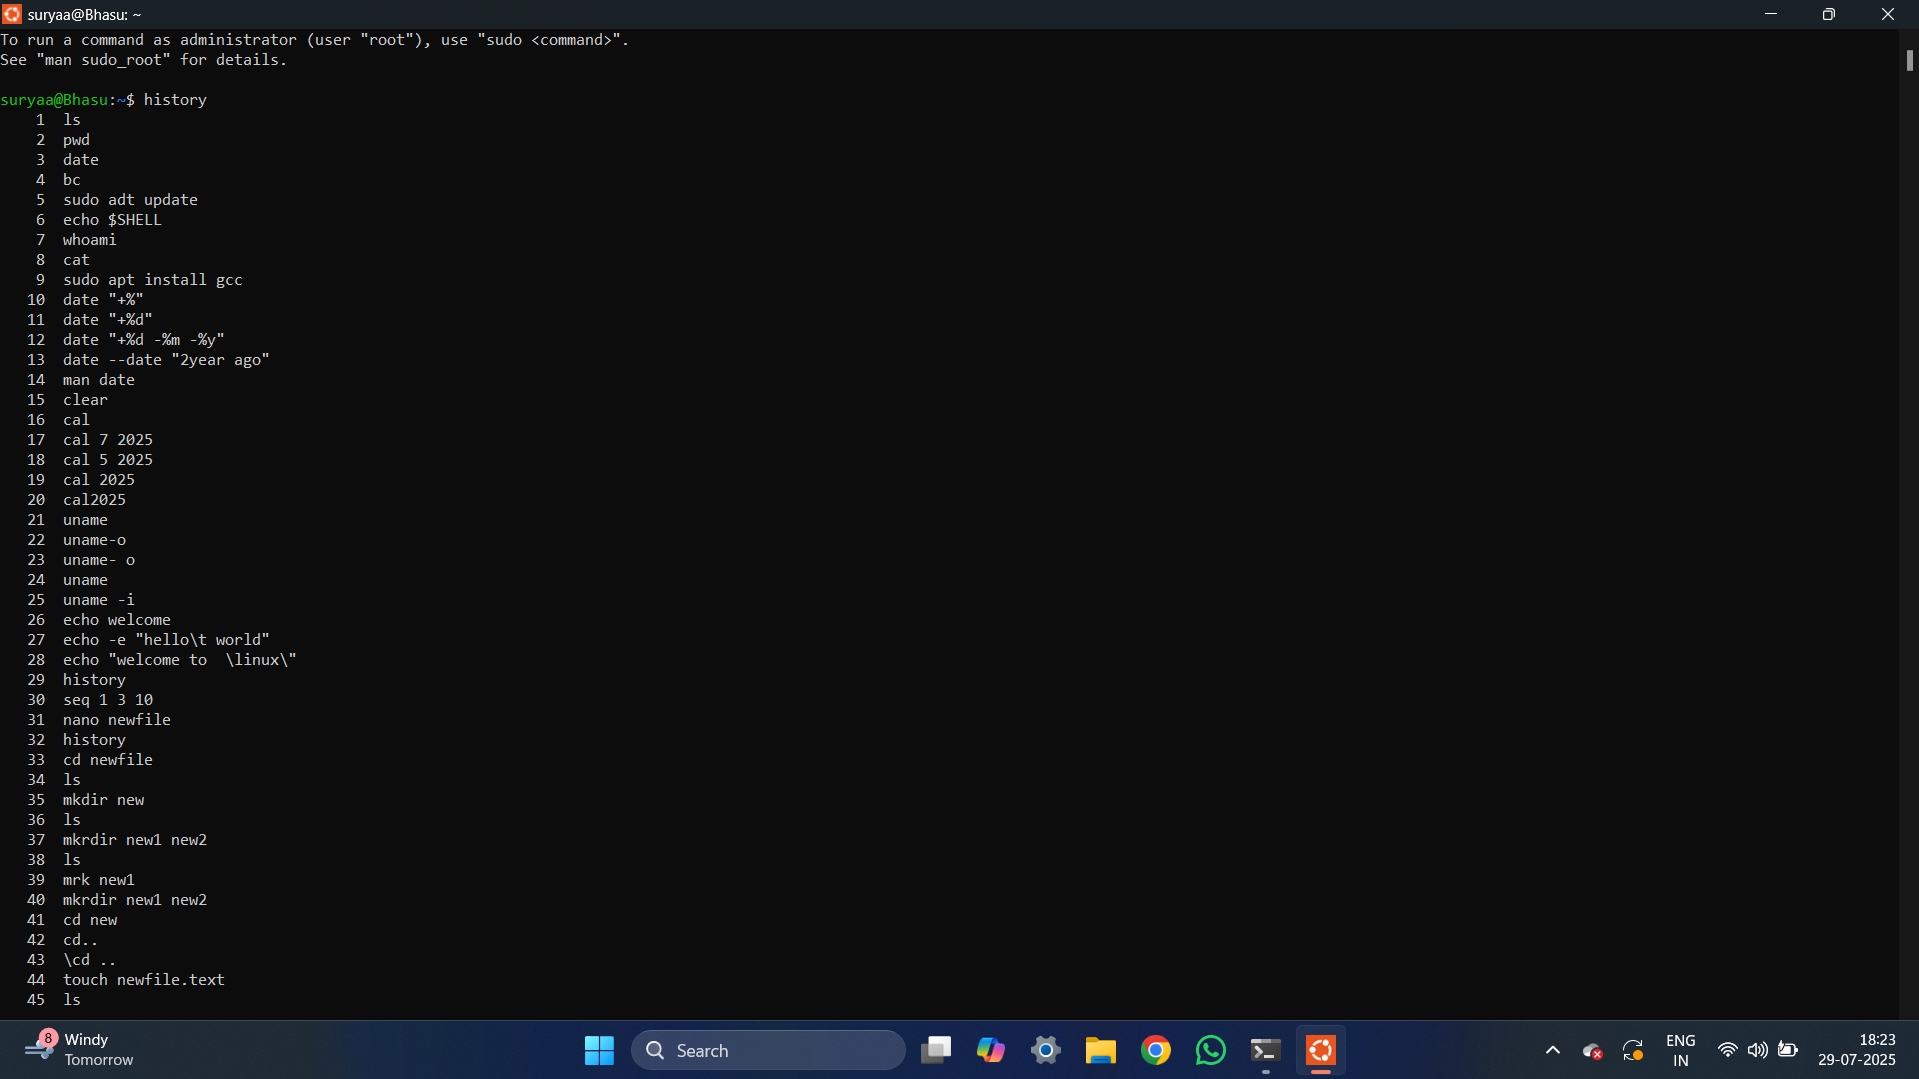 suryaa@Bhasu: ~
To run a command as administrator (user "root"), use "sudo <command>".
See "man sudo_root" for details.
suryaa@Bhasu:~$ history
1 ls
2 pwd
3 date
4 bc
5 sudo adt update
6 echo $SHELL
7 whoami
8 cat
9 sudo apt install gcc
10 date "+%"
11 date "+%d"
12 date "+%d -%m -%y"
13 date --date "2year ago"
14 man date
15 clear
16 cal
17 cal 7 2025
18 cal 5 2025
19 cal 2025
20 cal2025
21 uname
22 uname-o
23 uname- o
24 uname
25 uname -i
26 echo welcome
27 echo -e "hello\t world"
28 echo "welcome to  \linux\"
29 history
30 seq 1 3 10
31 nano newfile
32 history
33 cd newfile
34 ls
35 mkdir new
36 ls
37 mkrdir new1 new2
38 ls
39 mrk new1
40 mkrdir new1 new2
41 cd new
42 cd..
43 \cd ..
44 touch newfile.text
45 ls
8
Windy
Tomorrow
Search
ENG
IN
18:23
29-07-2025